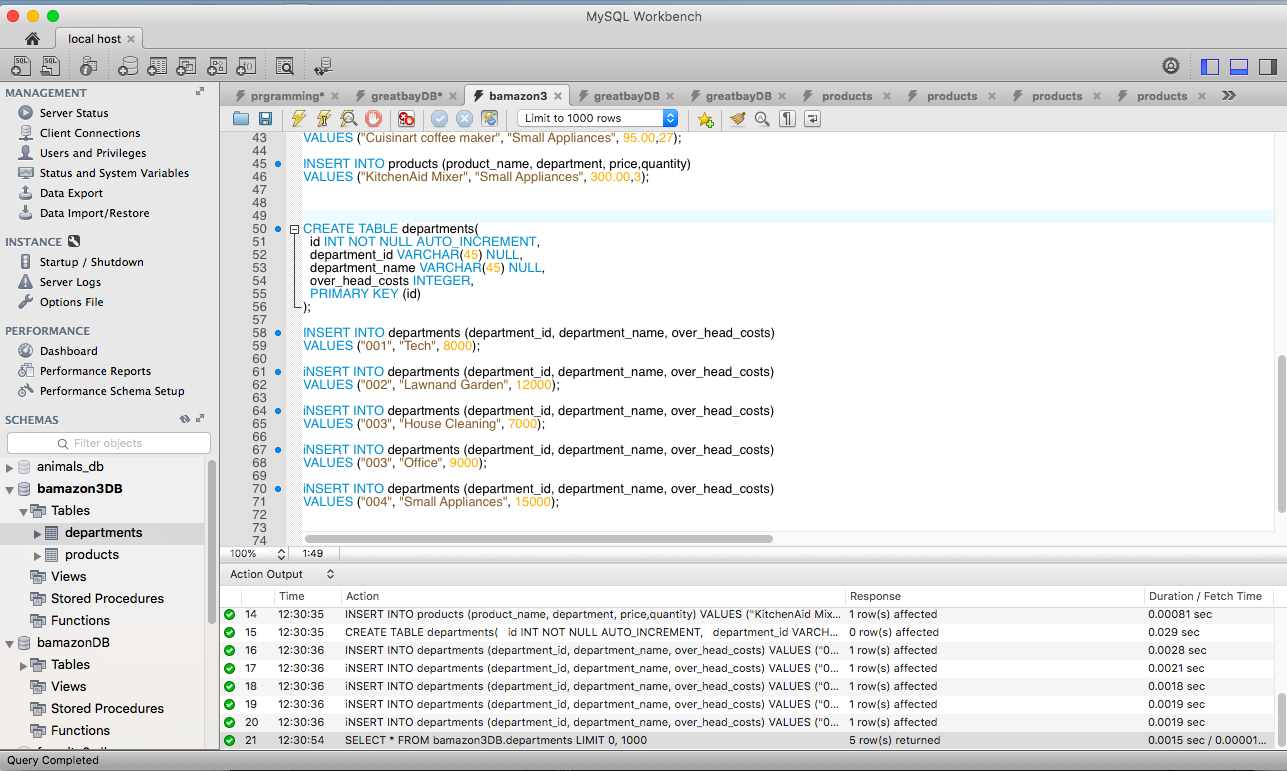 MySQL Workbench
local host
MANAGEMENT
Server Status
Client Connections
Users and Privileges
Status and System Variables
Data Export
Data Import/Restore
INSTANCE
Startup / Shutdown
Server Logs
Options File
PERFORMANCE
Dashboard
Performance Reports
Performance Schema Setup
SCHEMAS
Filter objects
animals_db
bamazon3DB
Tables
departments
products
Views
Stored Procedures
Functions
bamazonDB
Tables
Views
Stored Procedures
Functions
prgramming* greatbayDB* bamazon3 greatbayDB greatbayDB products products products products
Limit to 1000 rows
43 VALUES ("Cuisinart coffee maker", "Small Appliances", 95.00,27);
44
45 INSERT INTO products (product_name, department, price,quantity)
46 VALUES ("KitchenAid Mixer", "Small Appliances", 300.00,3);
47
48
49
50 CREATE TABLE departments(
51 id INT NOT NULL AUTO_INCREMENT,
52 department_id VARCHAR(45) NULL,
53 department_name VARCHAR(45) NULL,
54 over_head_costs INTEGER,
55 PRIMARY KEY (id)
56 );
57
58 INSERT INTO departments (department_id, department_name, over_head_costs)
59 VALUES ("001", "Tech", 8000);
60
61 iNSERT INTO departments (department_id, department_name, over_head_costs)
62 VALUES ("002", "Lawnand Garden", 12000);
63
64 iNSERT INTO departments (department_id, department_name, over_head_costs)
65 VALUES ("003", "House Cleaning", 7000);
66
67 iNSERT INTO departments (department_id, department_name, over_head_costs)
68 VALUES ("003", "Office", 9000);
69
70 iNSERT INTO departments (department_id, department_name, over_head_costs)
71 VALUES ("004", "Small Appliances", 15000);
72
73
74
100% 1:49
Action Output
Time Action Response Duration / Fetch Time
14 12:30:35 INSERT INTO products (product_name, department, price,quantity) VALUES ("KitchenAid Mix... 1 row(s) affected 0.00081 sec
15 12:30:35 CREATE TABLE departments( id INT NOT NULL AUTO_INCREMENT, department_id VARCH... 0 row(s) affected 0.029 sec
16 12:30:36 INSERT INTO departments (department_id, department_name, over_head_costs) VALUES ("0... 1 row(s) affected 0.0028 sec
17 12:30:36 iNSERT INTO departments (department_id, department_name, over_head_costs) VALUES ("0... 1 row(s) affected 0.0021 sec
18 12:30:36 iNSERT INTO departments (department_id, department_name, over_head_costs) VALUES ("0... 1 row(s) affected 0.0018 sec
19 12:30:36 iNSERT INTO departments (department_id, department_name, over_head_costs) VALUES ("0... 1 row(s) affected 0.0019 sec
20 12:30:36 iNSERT INTO departments (department_id, department_name, over_head_costs) VALUES ("0... 1 row(s) affected 0.0019 sec
21 12:30:54 SELECT * FROM bamazon3DB.departments LIMIT 0, 1000 5 row(s) returned 0.0015 sec / 0.00001...
Query Completed